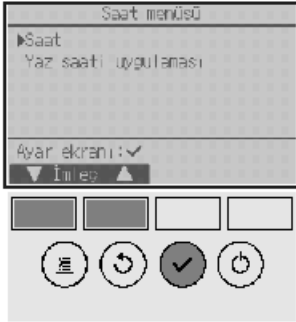 Saat menüsü
Saat
Yaz saati uygulaması
Ayar ekranı:✓
▼ İmleç ▲